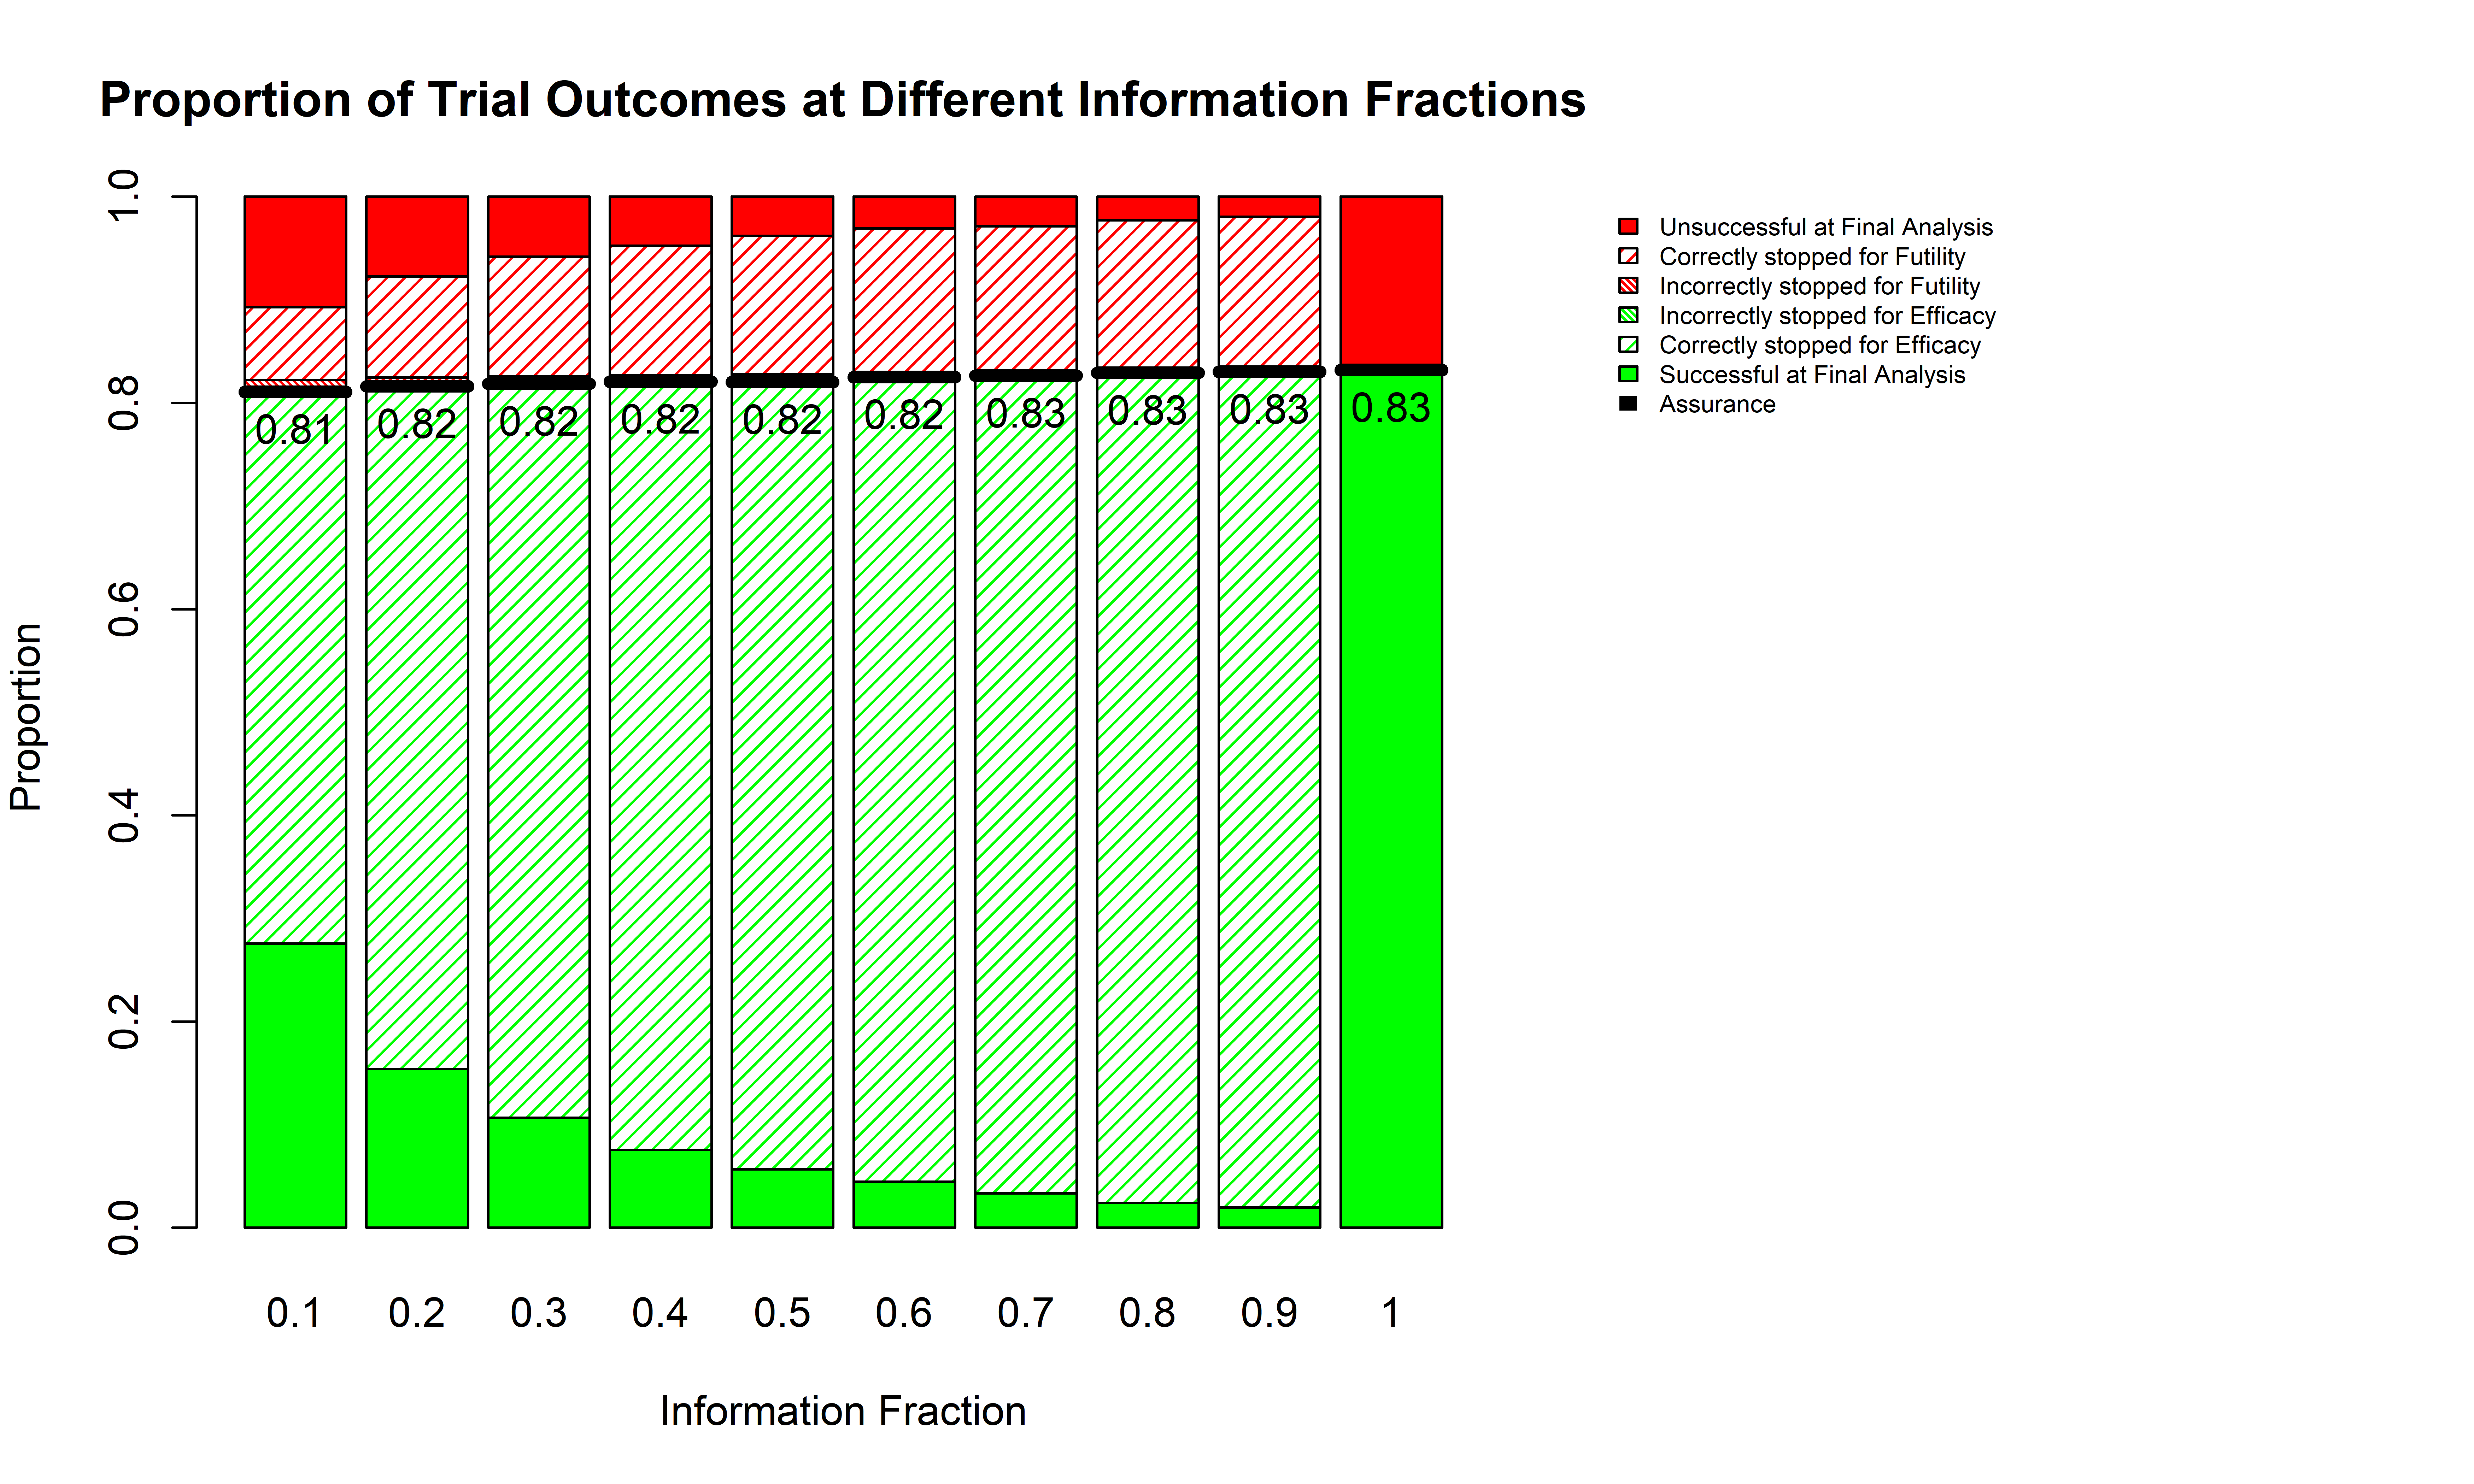 Proportion of Trial Outcomes at Different Information Fractions
Proportion
1.0
0.8
0.6
0.4
0.2
0.0
0.81
0.82
0.82
0.82
0.82
0.82
0.83
0.83
0.83
0.83
0.1
0.2
0.3
0.4
0.5
0.6
0.7
0.8
0.9
1
Information Fraction
Unsuccessful at Final Analysis
Correctly stopped for Futility
Incorrectly stopped for Futility
Incorrectly stopped for Efficacy
Correctly stopped for Efficacy
Successful at Final Analysis
Assurance